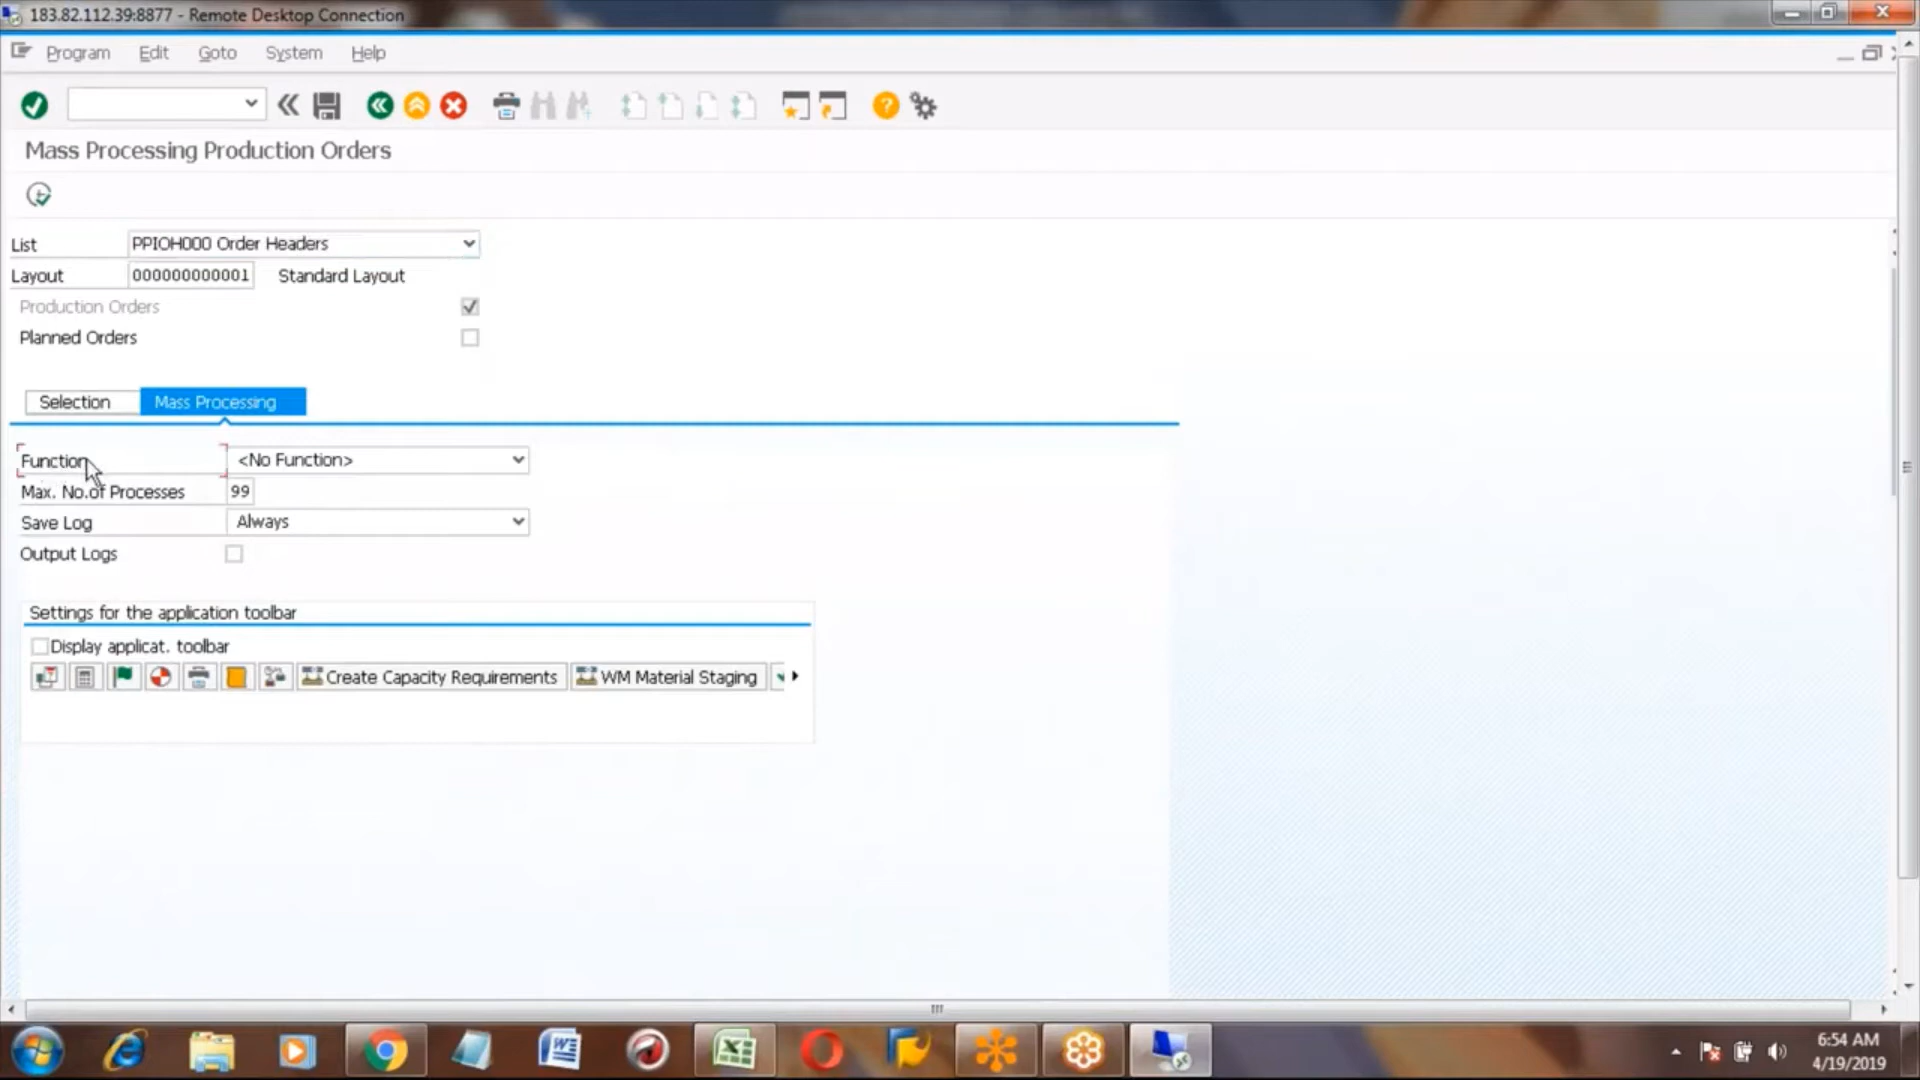 183.82.112.39:8877 - Remote Desktop Connection
Program Edit Goto System Help
Mass Processing Production Orders
List PPIOH000 Order Headers
Layout 000000000001 Standard Layout
Production Orders
Planned Orders
Selection Mass Processing
Function <No Function>
Max. No.of Processes 99
Save Log Always
Output Logs
Settings for the application toolbar
Display applicat. toolbar
Create Capacity Requirements WM Material Staging
6:54 AM
4/19/2019